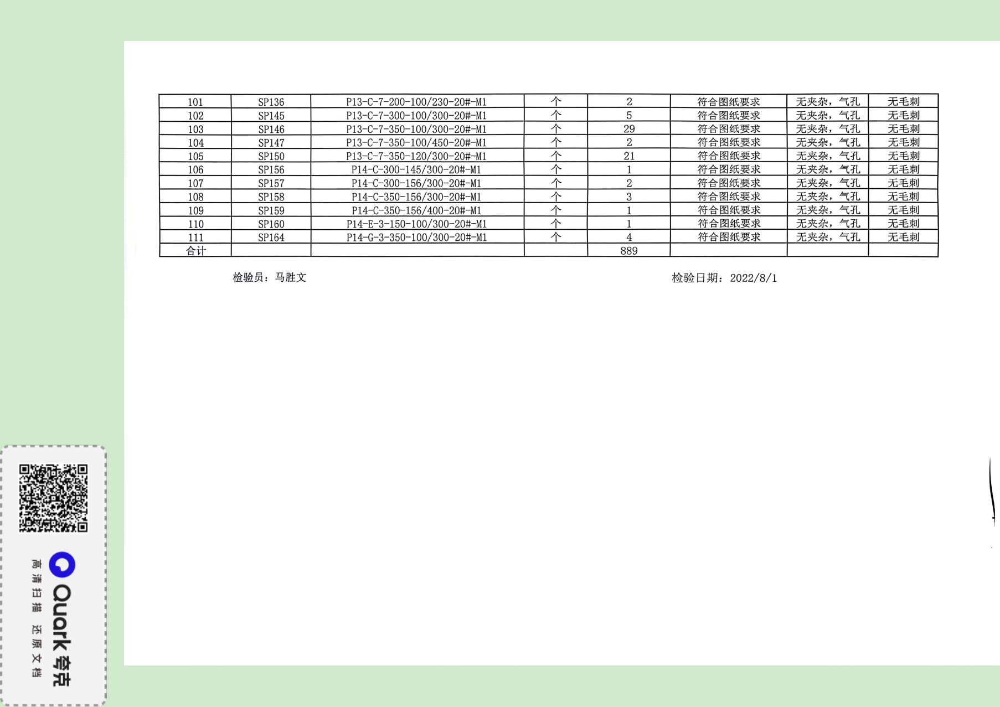 101 SP136 P13-C-7-200-100/230-20#-M1 个 2 符合图纸要求 无夹杂，气孔 无毛刺
102 SP145 P13-C-7-300-100/300-20#-M1 个 5 符合图纸要求 无夹杂，气孔 无毛刺
103 SP146 P13-C-7-350-100/300-20#-M1 个 29 符合图纸要求 无夹杂，气孔 无毛刺
104 SP147 P13-C-7-350-100/450-20#-M1 个 2 符合图纸要求 无夹杂，气孔 无毛刺
105 SP150 P13-C-7-350-120/300-20#-M1 个 21 符合图纸要求 无夹杂，气孔 无毛刺
106 SP156 P14-C-300-145/300-20#-M1 个 1 符合图纸要求 无夹杂，气孔 无毛刺
107 SP157 P14-C-300-156/300-20#-M1 个 2 符合图纸要求 无夹杂，气孔 无毛刺
108 SP158 P14-C-350-156/300-20#-M1 个 3 符合图纸要求 无夹杂，气孔 无毛刺
109 SP159 P14-C-350-156/400-20#-M1 个 1 符合图纸要求 无夹杂，气孔 无毛刺
110 SP160 P14-E-3-150-100/300-20#-M1 个 1 符合图纸要求 无夹杂，气孔 无毛刺
111 SP164 P14-G-3-350-100/300-20#-M1 个 4 符合图纸要求 无夹杂，气孔 无毛刺
合计 889
检验员：马胜文 检验日期：2022/8/1
Quark 夸克
高清扫描 还原文档